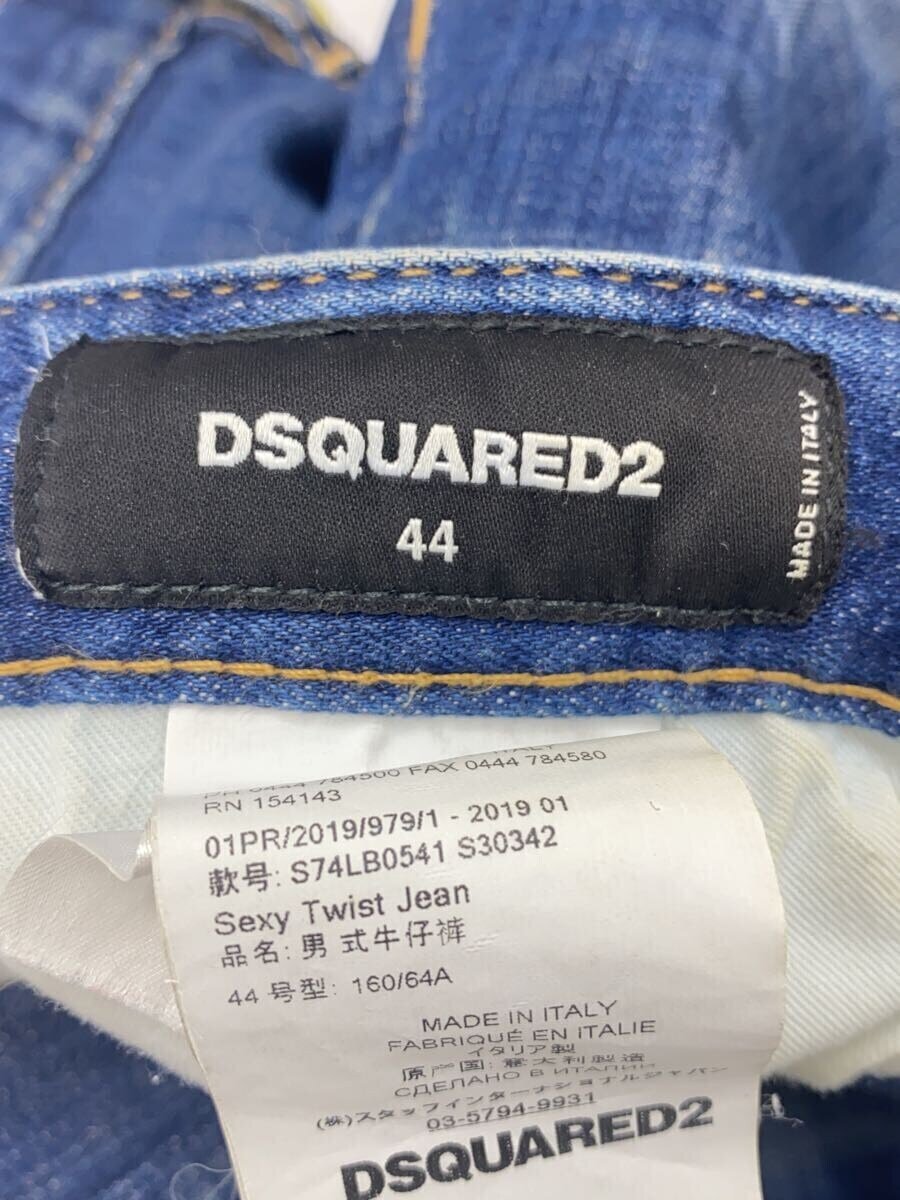 DSQUARED2
44
MADE IN ITALY
PH 0444 784500 FAX 0444 784580
RN 154143
01PR/2019/979/1 - 2019 01
款号: S74LB0541 S30342
Sexy Twist Jean
品名: 男 式牛仔裤
44 号型: 160/64A
MADE IN ITALY
FABRIQUÉ EN ITALIE
イタリア製
原产国: 意大利製造
СДЕЛАНО В ИТАЛИИ
(株)スタッフインターナショナルジャパン
03-5794-9931
DSQUARED2